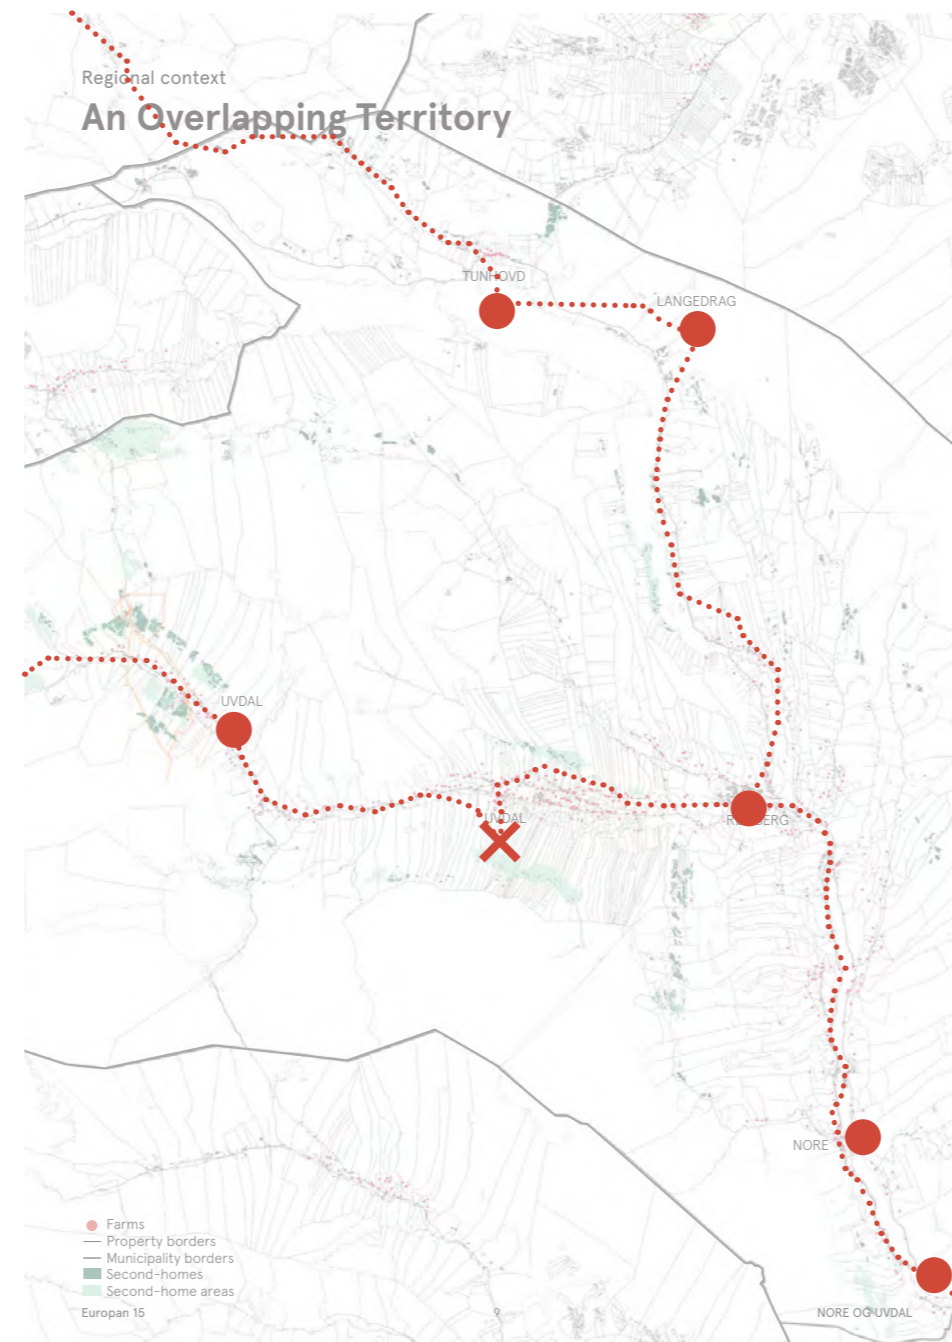 Regional context
An Overlapping Territory
TUNHOVD
LANGEDRAG
UVDAL
UVDAL
NORE
Farms
Property borders
Municipality borders
Second-homes
Second-home areas
Europan 15
9
NORE OG UVDAL